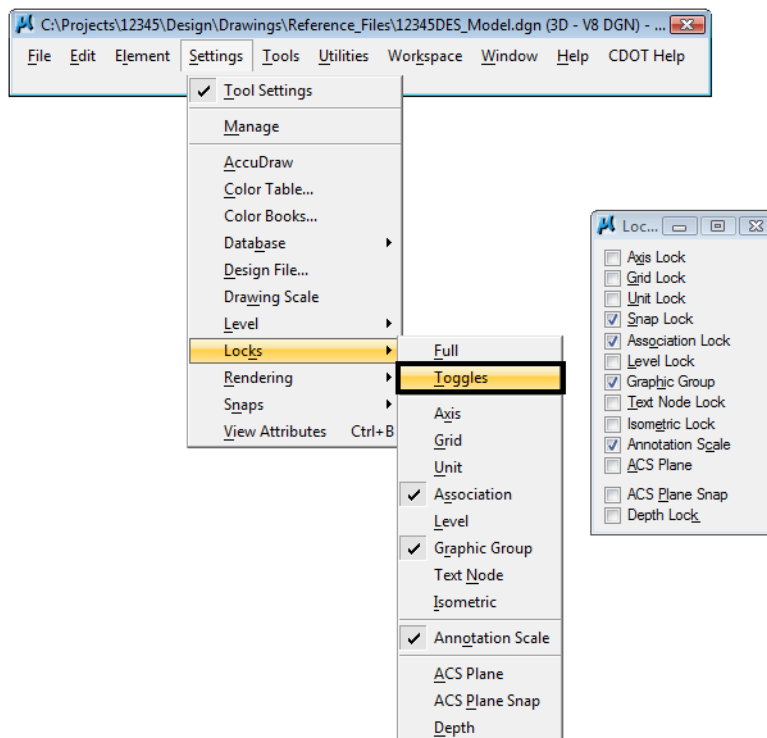 C:\Projects\12345\Design\Drawings\Reference_Files\12345DES_Model.dgn (3D - V8 DGN) - ...
File Edit Element Settings Tools Utilities Workspace Window Help CDOT Help
Tool Settings
Manage
AccuDraw
Color Table...
Color Books...
Database
Design File...
Drawing Scale
Level
Locks
Rendering
Snaps
View Attributes Ctrl+B
Full
Toggles
Axis
Grid
Unit
Association
Level
Graphic Group
Text Node
Isometric
Annotation Scale
ACS Plane
ACS Plane Snap
Depth
Loc...
Axis Lock
Grid Lock
Unit Lock
Snap Lock
Association Lock
Level Lock
Graphic Group
Text Node Lock
Isometric Lock
Annotation Scale
ACS Plane
ACS Plane Snap
Depth Lock